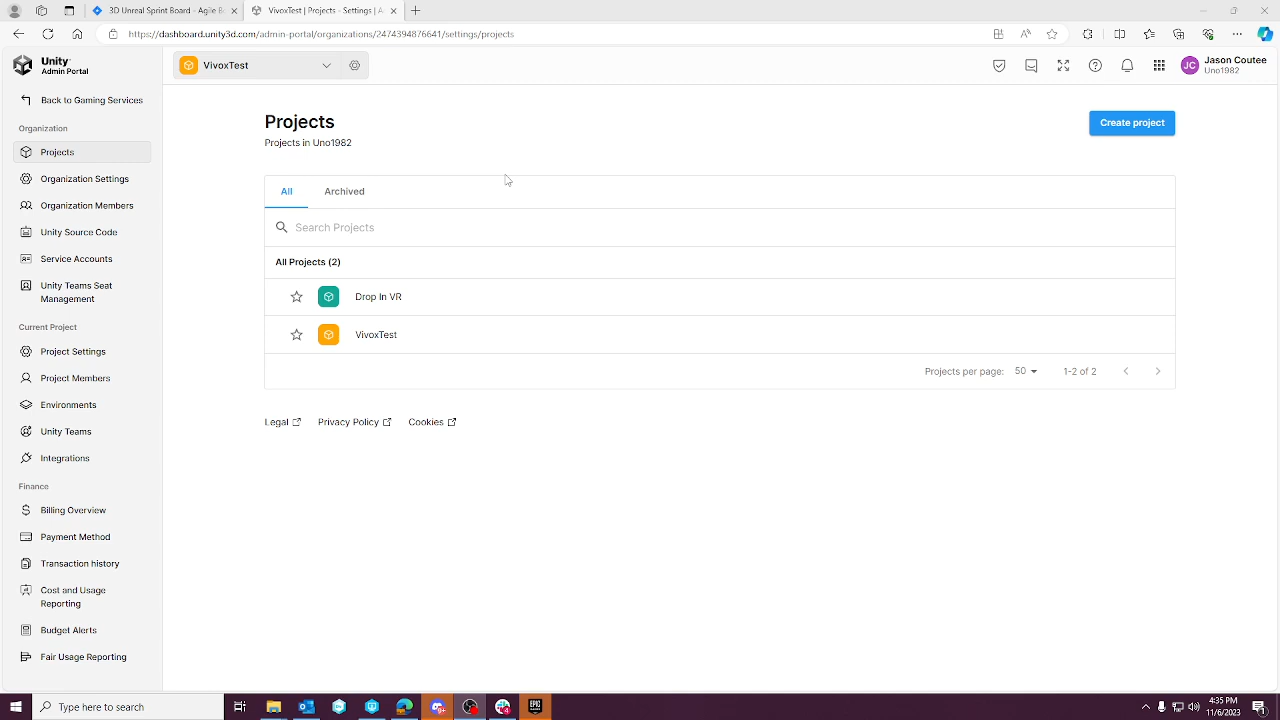 3D Unreal Sprint Board - Agile B
VivoxTest | Projects - Settings | A
https://dashboard.unity3d.com/admin-portal/organizations/2474394876641/settings/projects
Unity
Admin Portal
VivoxTest
JC
Jason Coutee
Uno1982
Back to Gaming Services
Organization
Projects
Organization Settings
Organization Members
Unity Source Code
Service Accounts
Unity Teams Seat
Management
Current Project
Project Settings
Project Members
Environments
Unity Teams
Integrations
Finance
Billing Overview
Payment Method
Transaction history
Cost and Usage
Reporting
Budget Alerts
Fair Usage Reporting
Projects
Projects in Uno1982
Create project
All
Archived
Search Projects
All Projects (2)
Drop In VR
VivoxTest
Projects per page: 50
1-2 of 2
Legal
Privacy Policy
Cookies
Type here to search
EPIC
4:35 PM
11/6/2023